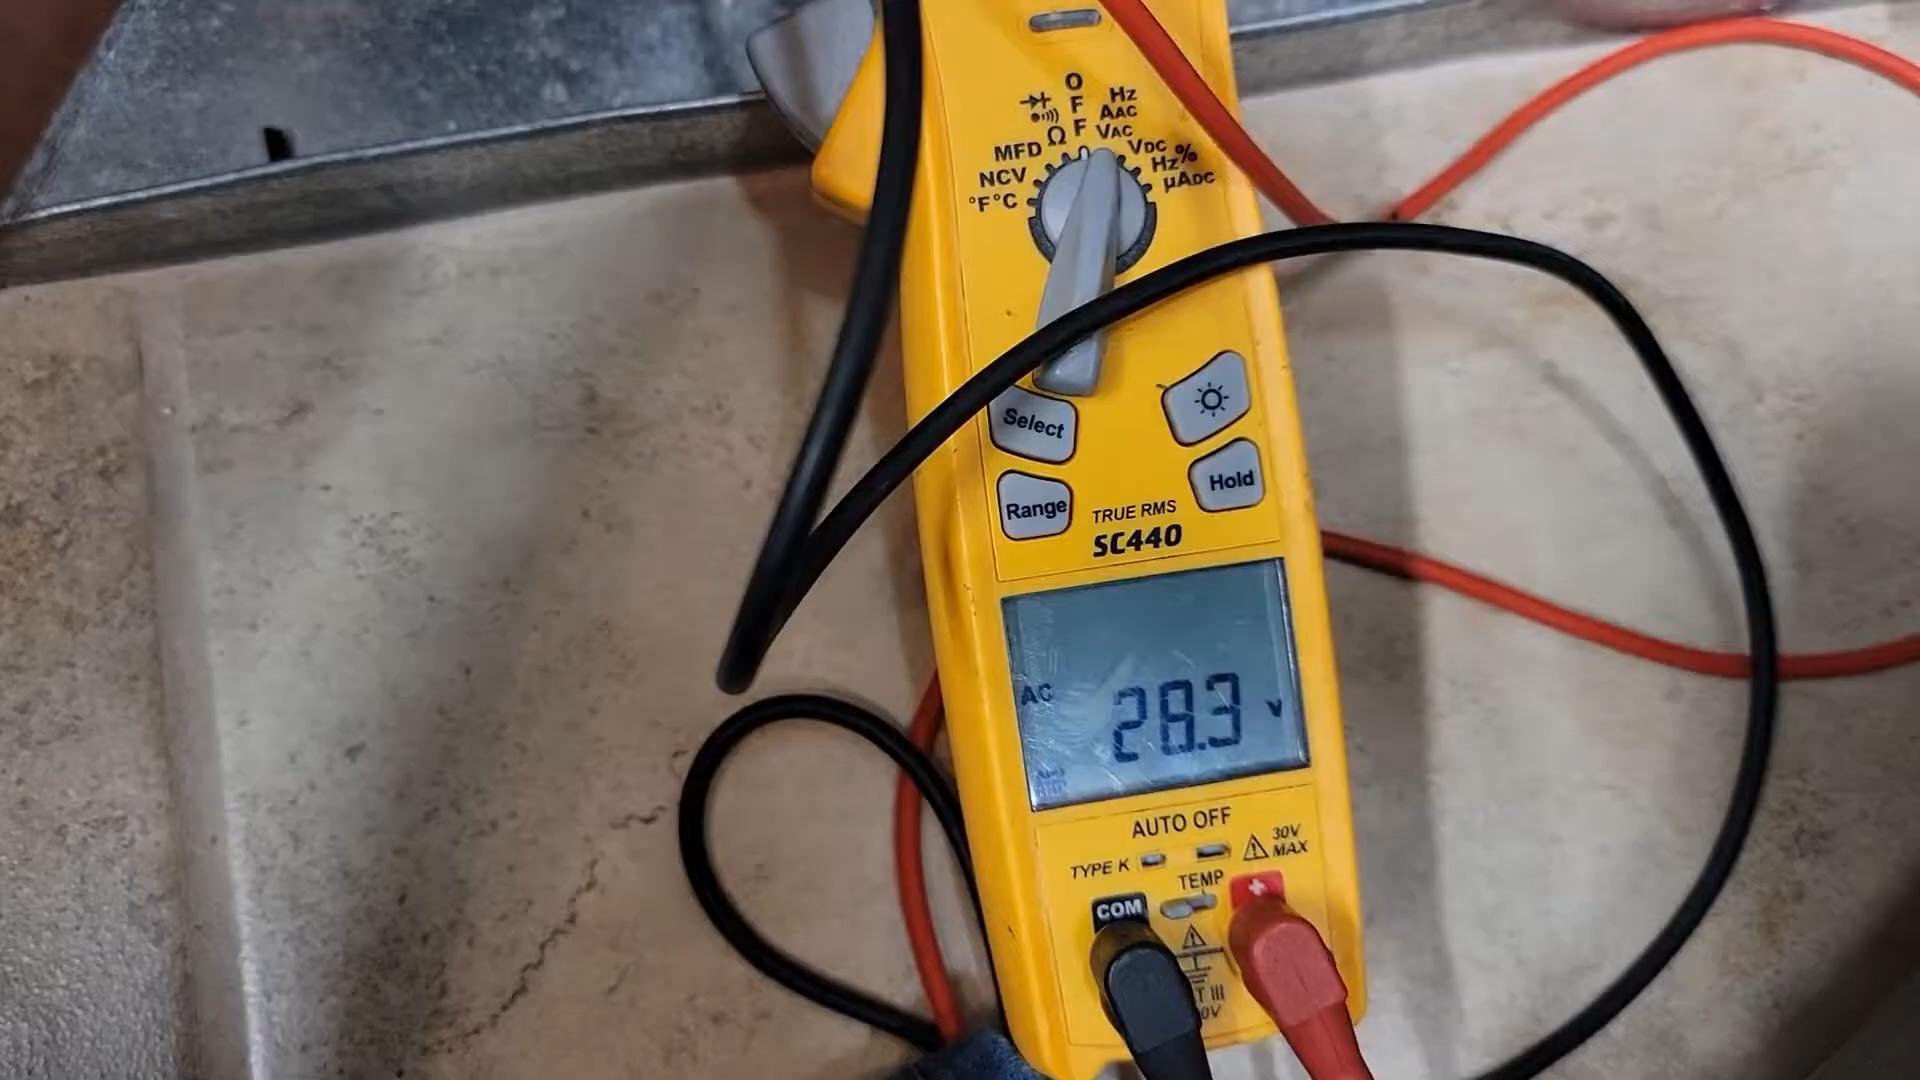 OFF
Hz
AAC
VAC
VDC
Hz%
µADC
Ω
MFD
NCV
°F°C
Select
Range
Hold
TRUE RMS
SC440
AC 28.3 V
AUTO OFF
TYPE K
30V
MAX
TEMP
COM
+